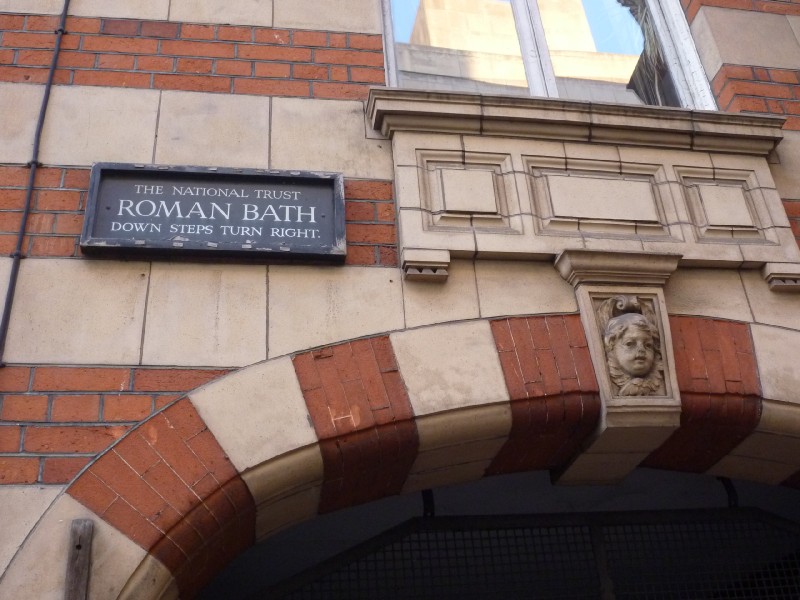 THE NATIONAL TRUST
ROMAN BATH
DOWN STEPS TURN RIGHT.
H